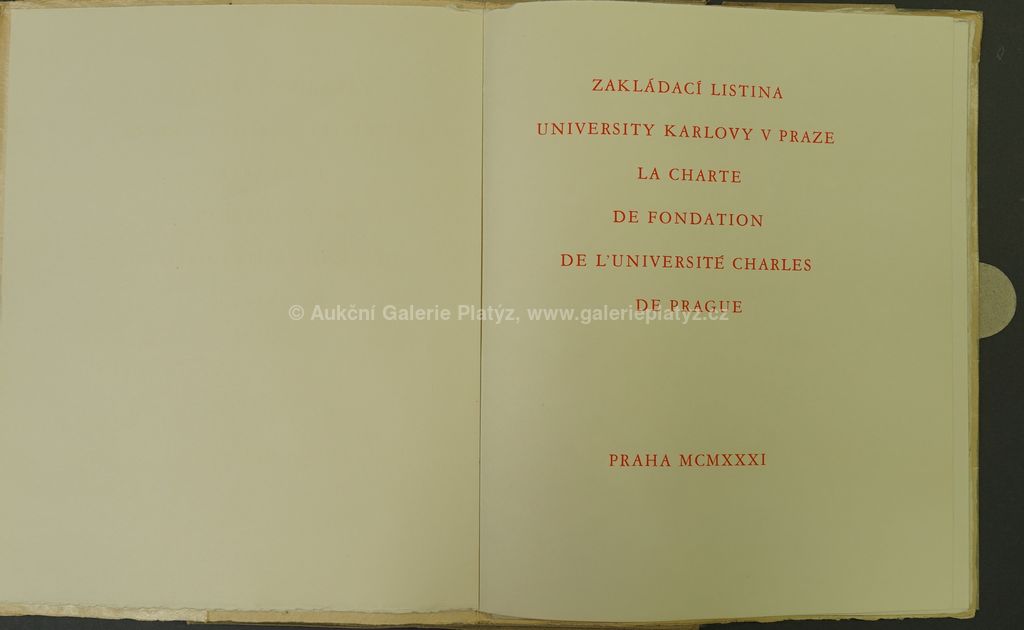 ZAKLÁDACÍ LISTINA
UNIVERSITY KARLOVY V PRAZE
LA CHARTE
DE FONDATION
DE L'UNIVERSITÉ CHARLES
DE PRAGUE
© Aukční Galerie Platýz, www.galerieplatyz.cz
PRAHA MCMXXXI